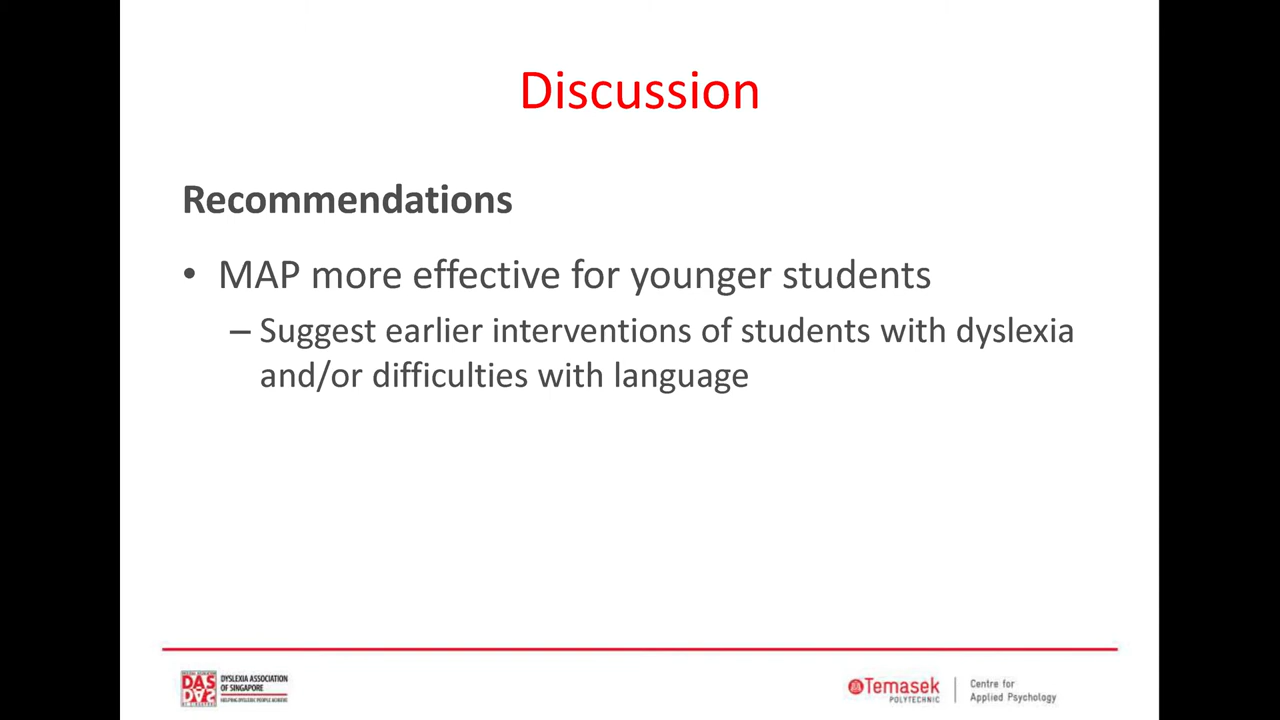 Discussion
Recommendations
• MAP more effective for younger students
– Suggest earlier interventions of students with dyslexia
and/or difficulties with language
DAS
DYSLEXIA ASSOCIATION
OF SINGAPORE
HELPING DYSLEXIC PEOPLE ACHIEVE
Temasek
POLYTECHNIC
Centre for
Applied Psychology